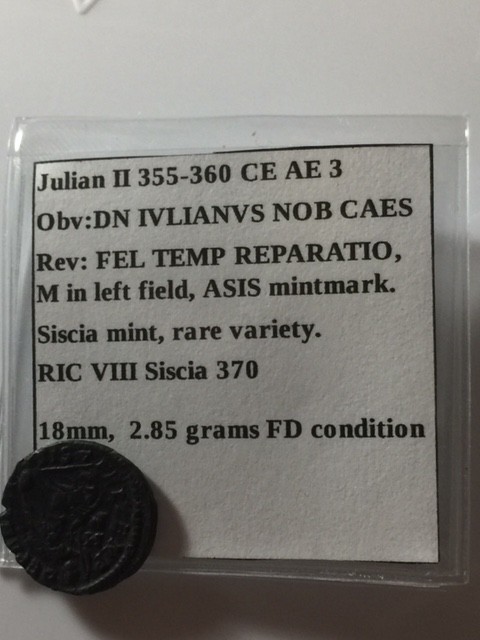 Julian II 355-360 CE AE 3
Obv:DN IVLIANVS NOB CAES
Rev: FEL TEMP REPARATIO,
M in left field, ASIS mintmark.
Siscia mint, rare variety.
RIC VIII Siscia 370
18mm, 2.85 grams FD condition